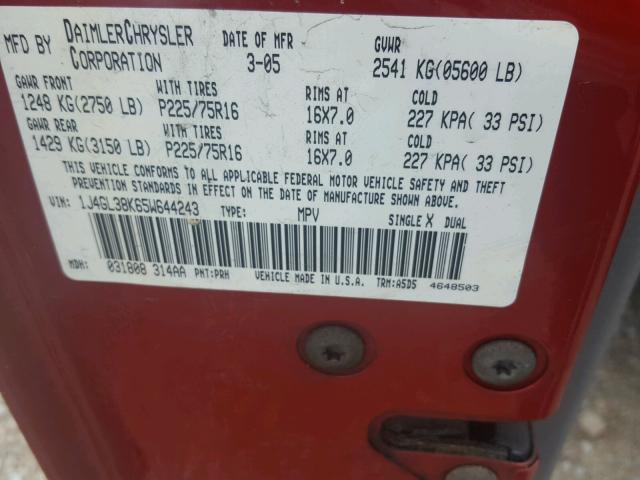 MFD BY DAIMLERCHRYSLER CORPORATION DATE OF MFR 3-05 GVWR 2541 KG(05600 LB)
GAWR FRONT WITH TIRES RIMS AT COLD
1248 KG(2750 LB) P225/75R16 16X7.0 227 KPA( 33 PSI)
GAWR REAR WITH TIRES RIMS AT COLD
1429 KG(3150 LB) P225/75R16 16X7.0 227 KPA( 33 PSI)
THIS VEHICLE CONFORMS TO ALL APPLICABLE FEDERAL MOTOR VEHICLE SAFETY AND THEFT
PREVENTION STANDARDS IN EFFECT ON THE DATE OF MANUFACTURE SHOWN ABOVE.
VIN: 1J4GL38K65W644243 TYPE: MPV SINGLE X DUAL
MDH: 031808 314AA PNT:PRH VEHICLE MADE IN U.S.A. TRM:A5D5 4648503